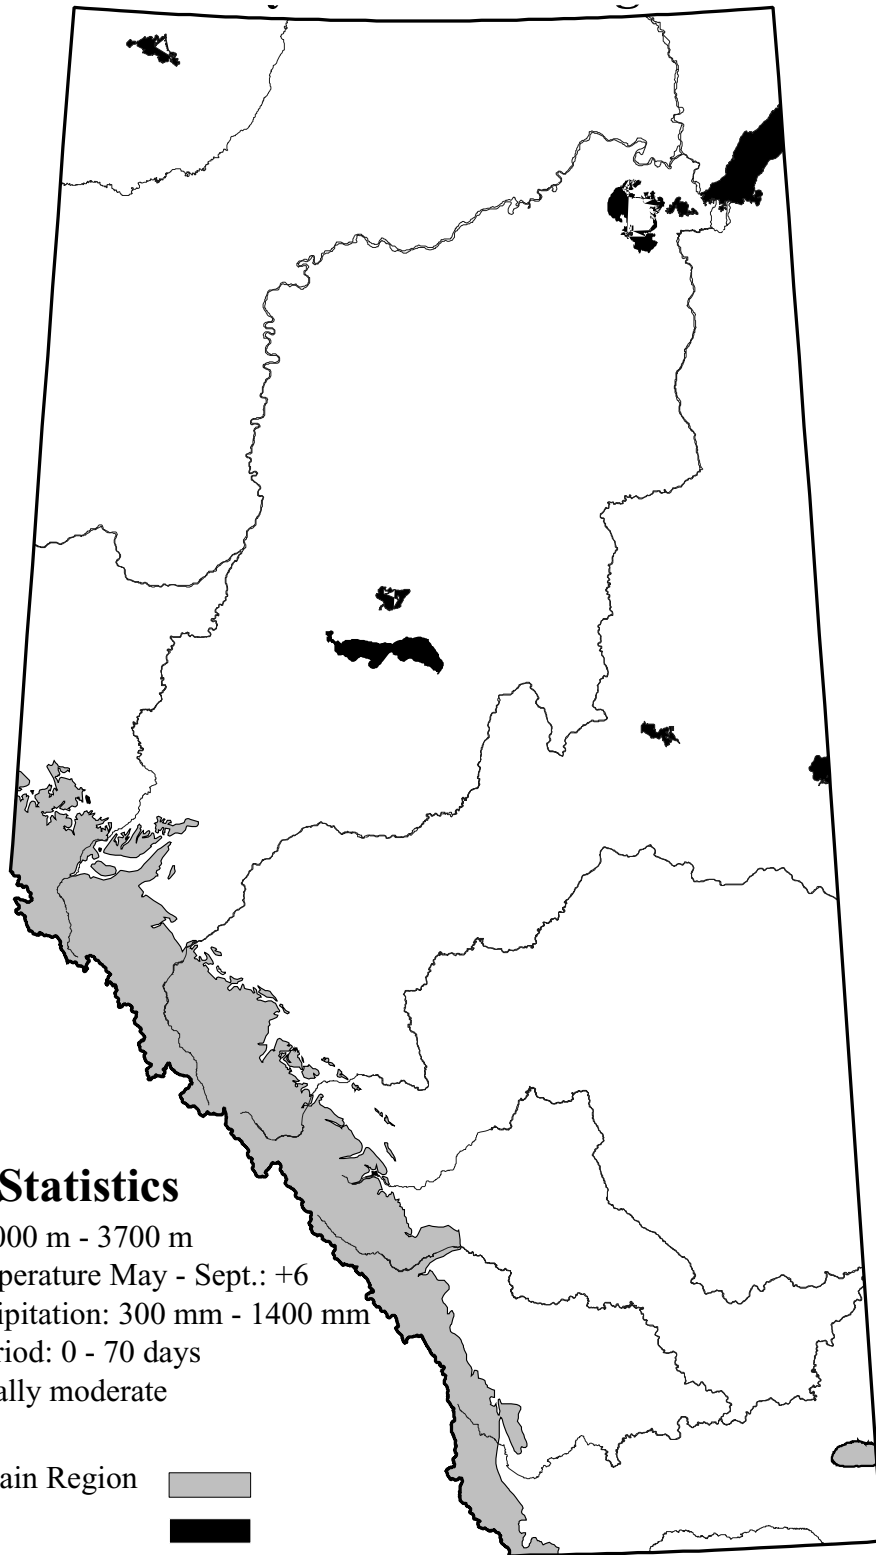 Statistics
000 m - 3700 m
perature May - Sept.: +6
ipitation: 300 mm - 1400 mm
riod: 0 - 70 days
ally moderate
ain Region